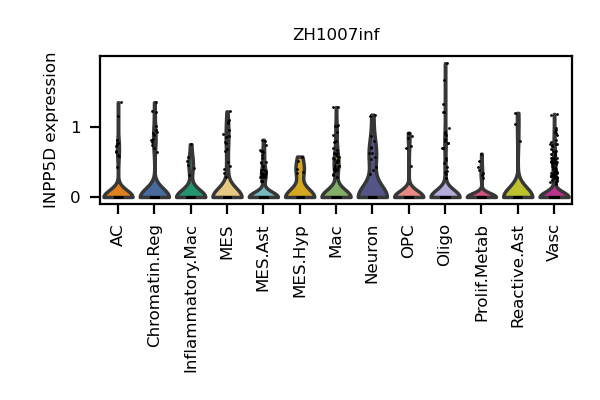 ZH1007inf
INPP5D expression
1
0
AC
Chromatin.Reg
Inflammatory.Mac
MES
MES.Ast
MES.Hyp
Mac
Neuron
OPC
Oligo
Prolif.Metab
Reactive.Ast
Vasc